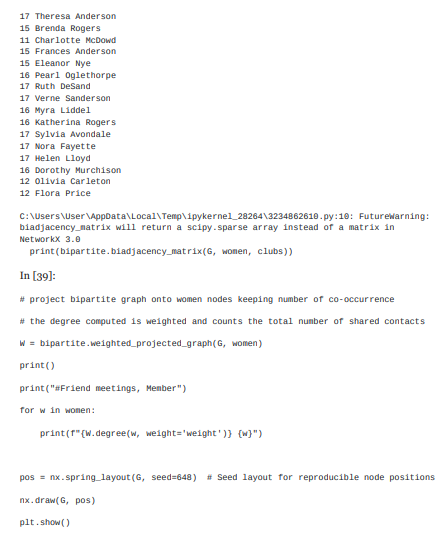 17 Theresa Anderson
15 Brenda Rogers
11 Charlotte McDowd
15 Frances Anderson
15 Eleanor Nye
16 Pearl Oglethorpe
17 Ruth DeSand
17 Verne Sanderson
16 Myra Liddel
16 Katherina Rogers
17 Sylvia Avondale
17 Nora Fayette
17 Helen Lloyd
16 Dorothy Murchison
12 Olivia Carleton
12 Flora Price
C:\Users\User\AppData\Local\Temp\ipykernel_28264\3234862610.py:10: FutureWarning:
biadjacency_matrix will return a scipy.sparse array instead of a matrix in
NetworkX 3.0
  print(bipartite.biadjacency_matrix(G, women, clubs))
In [39]:
# project bipartite graph onto women nodes keeping number of co-occurrence
# the degree computed is weighted and counts the total number of shared contacts
W = bipartite.weighted_projected_graph(G, women)
print()
print("#Friend meetings, Member")
for w in women:
    print(f"{W.degree(w, weight='weight')} {w}")
pos = nx.spring_layout(G, seed=648)  # Seed layout for reproducible node positions
nx.draw(G, pos)
plt.show()